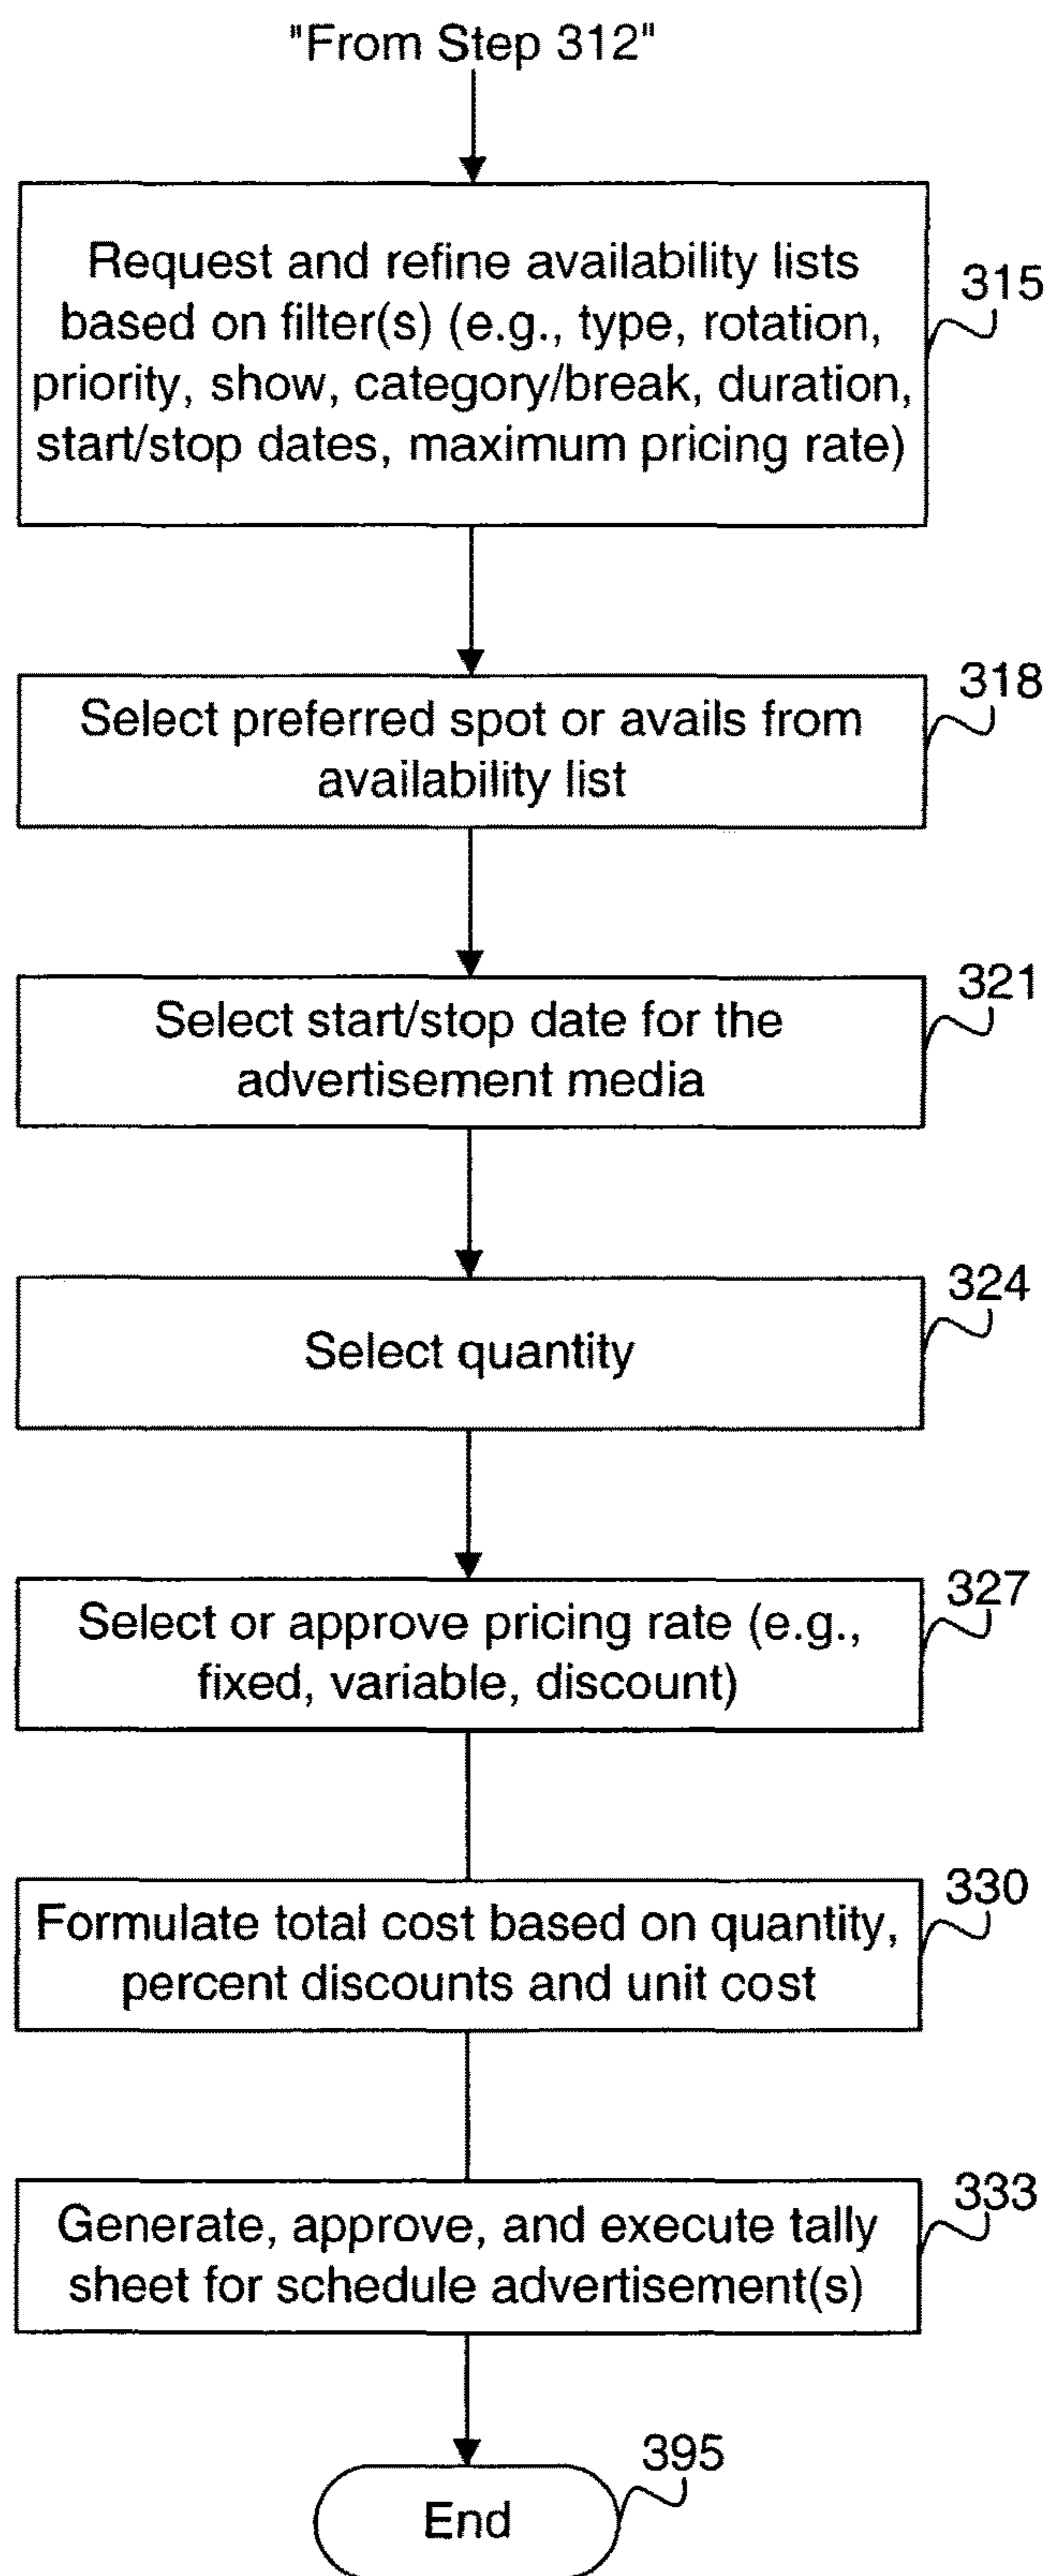 "From Step 312"
Request and refine availability lists
based on filter(s) (e.g., type, rotation,
priority, show, category/break, duration,
start/stop dates, maximum pricing rate)
315
Select preferred spot or avails from
availability list
318
Select start/stop date for the
advertisement media
321
Select quantity
324
Select or approve pricing rate (e.g.,
fixed, variable, discount)
327
Formulate total cost based on quantity,
percent discounts and unit cost
330
Generate, approve, and execute tally
sheet for schedule advertisement(s)
333
End
395